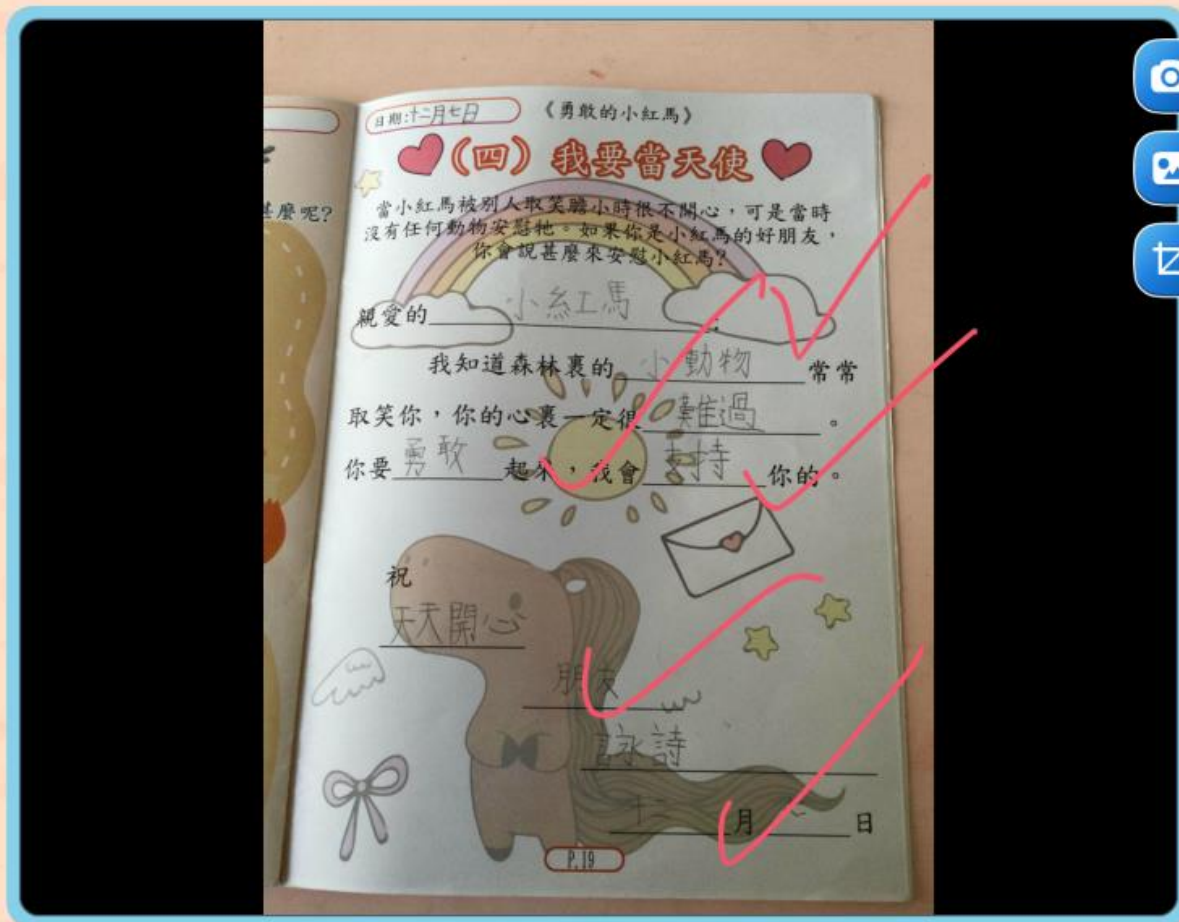 日期:十二月七日 《勇敢的小紅馬》
(四) 我要當天使
甚麼呢?
當小紅馬被別人取笑膽小時很不開心,可是當時
沒有任何動物安慰牠。如果你是小紅馬的好朋友,
你會說甚麼來安慰小紅馬?
親愛的小紅馬:
我知道森林裏的小動物常常
取笑你,你的心裏一定很難過。
你要勇敢起來,我會支持你的。
祝
天天開心
朋友
詠詩
十二月 日
P.19